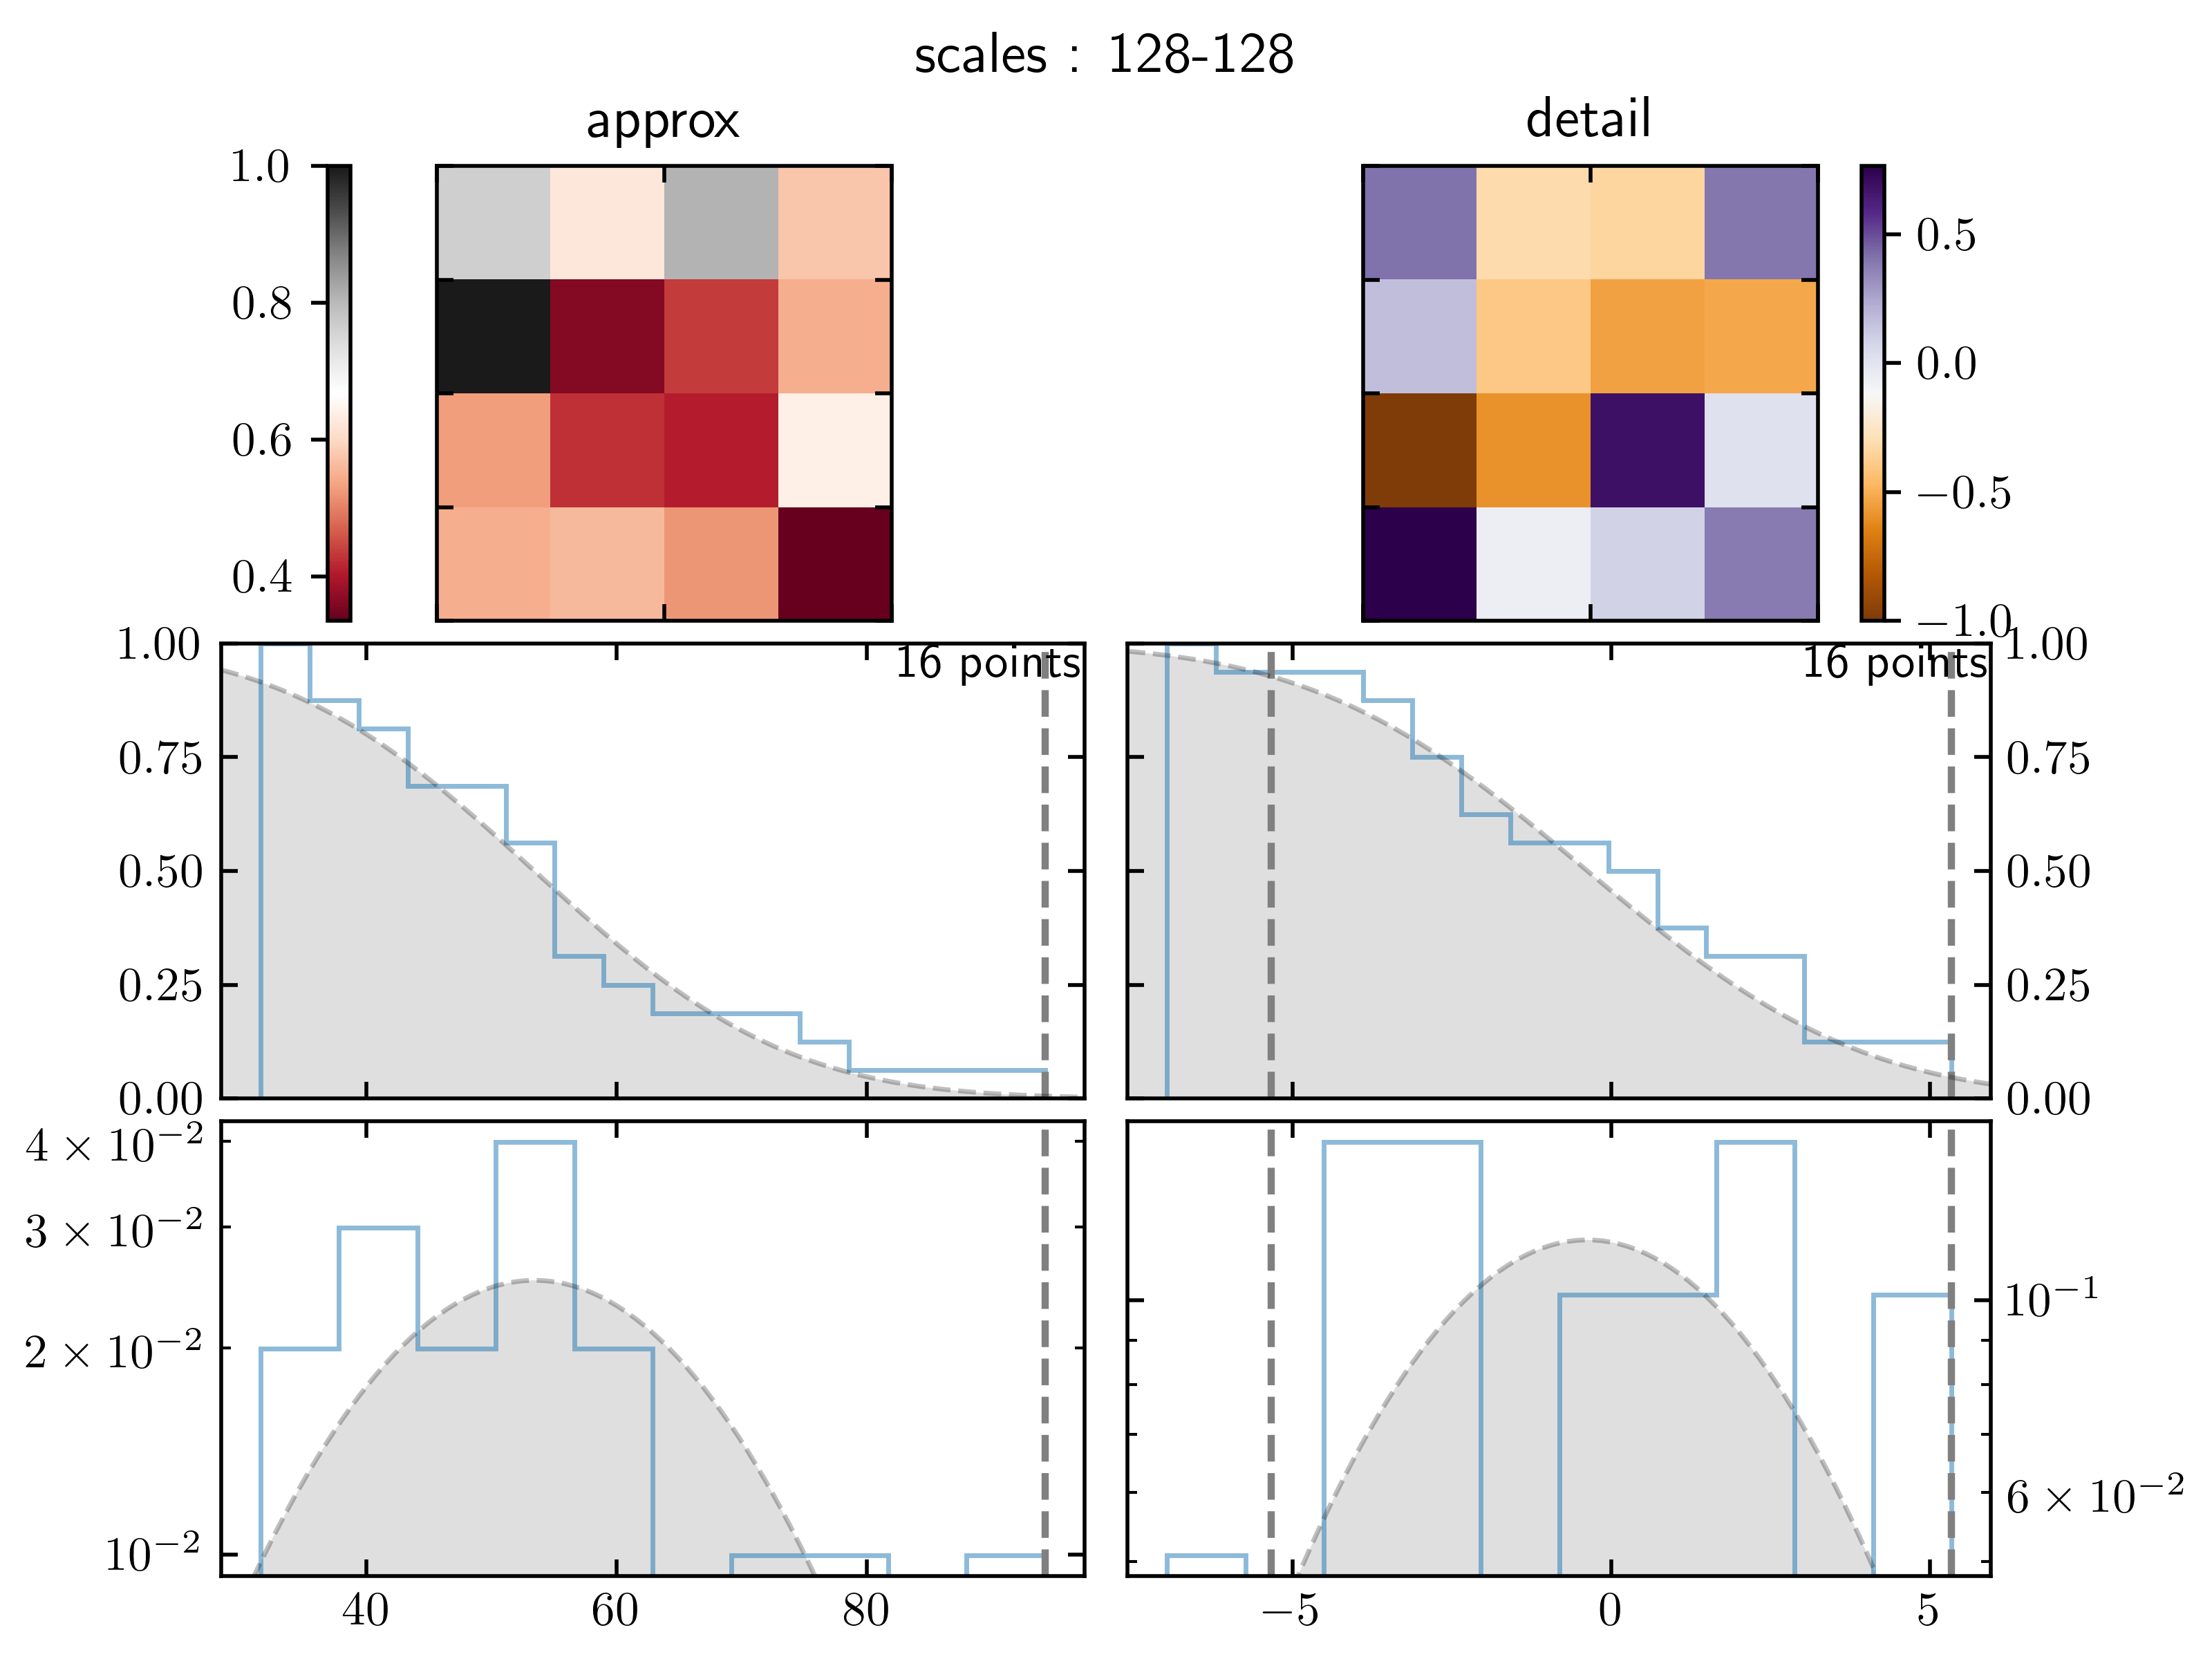 scales : 128-128
approx
detail
1.0
0.8
0.6
0.4
0.5
0.0
−0.5
−1.0
16 points
16 points
1.00
0.75
0.50
0.25
0.00
1.00
0.75
0.50
0.25
0.00
4 × 10⁻²
3 × 10⁻²
2 × 10⁻²
10⁻²
10⁻¹
6 × 10⁻²
40 60 80
−5 0 5